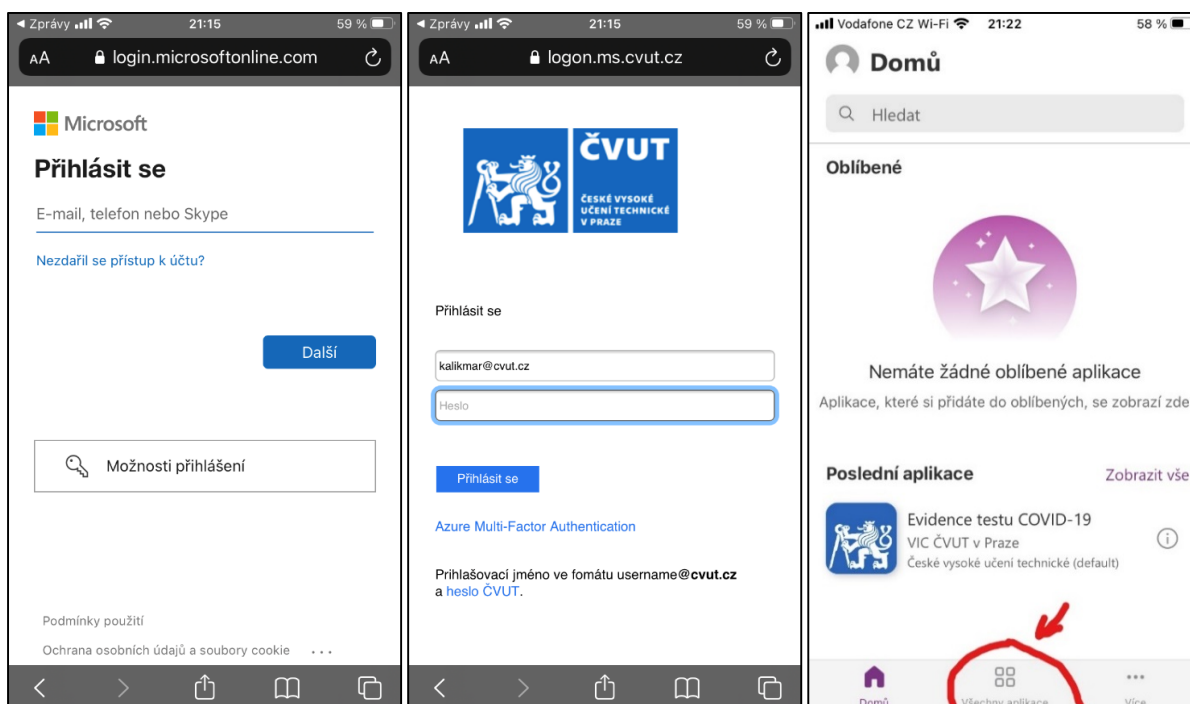 Zprávy 21:15 59 %
AA login.microsoftonline.com
Microsoft
Přihlásit se
E-mail, telefon nebo Skype
Nezdařil se přístup k účtu?
Další
Možnosti přihlášení
Podmínky použití
Ochrana osobních údajů a soubory cookie ...
Zprávy 21:15 59 %
AA logon.ms.cvut.cz
ČVUT
ČESKÉ VYSOKÉ
UČENÍ TECHNICKÉ
V PRAZE
Přihlásit se
kalikmar@cvut.cz
Heslo
Přihlásit se
Azure Multi-Factor Authentication
Prihlašovací jméno ve fomátu username@cvut.cz
a heslo ČVUT.
Vodafone CZ Wi-Fi 21:22 58 %
Domů
Hledat
Oblíbené
Nemáte žádné oblíbené aplikace
Aplikace, které si přidáte do oblíbených, se zobrazí zde
Poslední aplikace Zobrazit vše
Evidence testu COVID-19
VIC ČVUT v Praze
České vysoké učení technické (default)
Domů Všechny aplikace Více